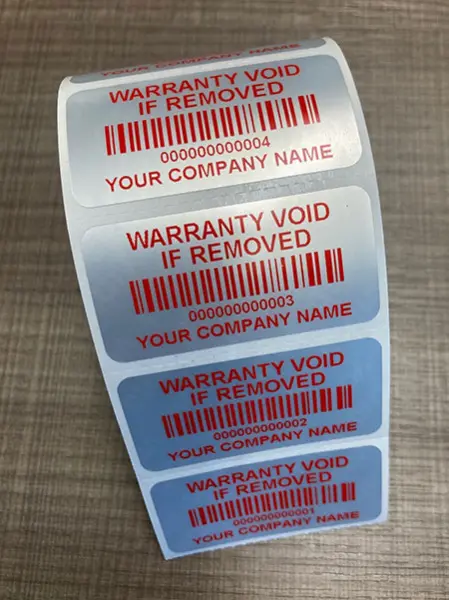 YOUR COMPANY NAME
WARRANTY VOID
IF REMOVED
000000000004
YOUR COMPANY NAME
WARRANTY VOID
IF REMOVED
000000000003
YOUR COMPANY NAME
WARRANTY VOID
IF REMOVED
000000000002
YOUR COMPANY NAME
WARRANTY VOID
IF REMOVED
000000000001
YOUR COMPANY NAME